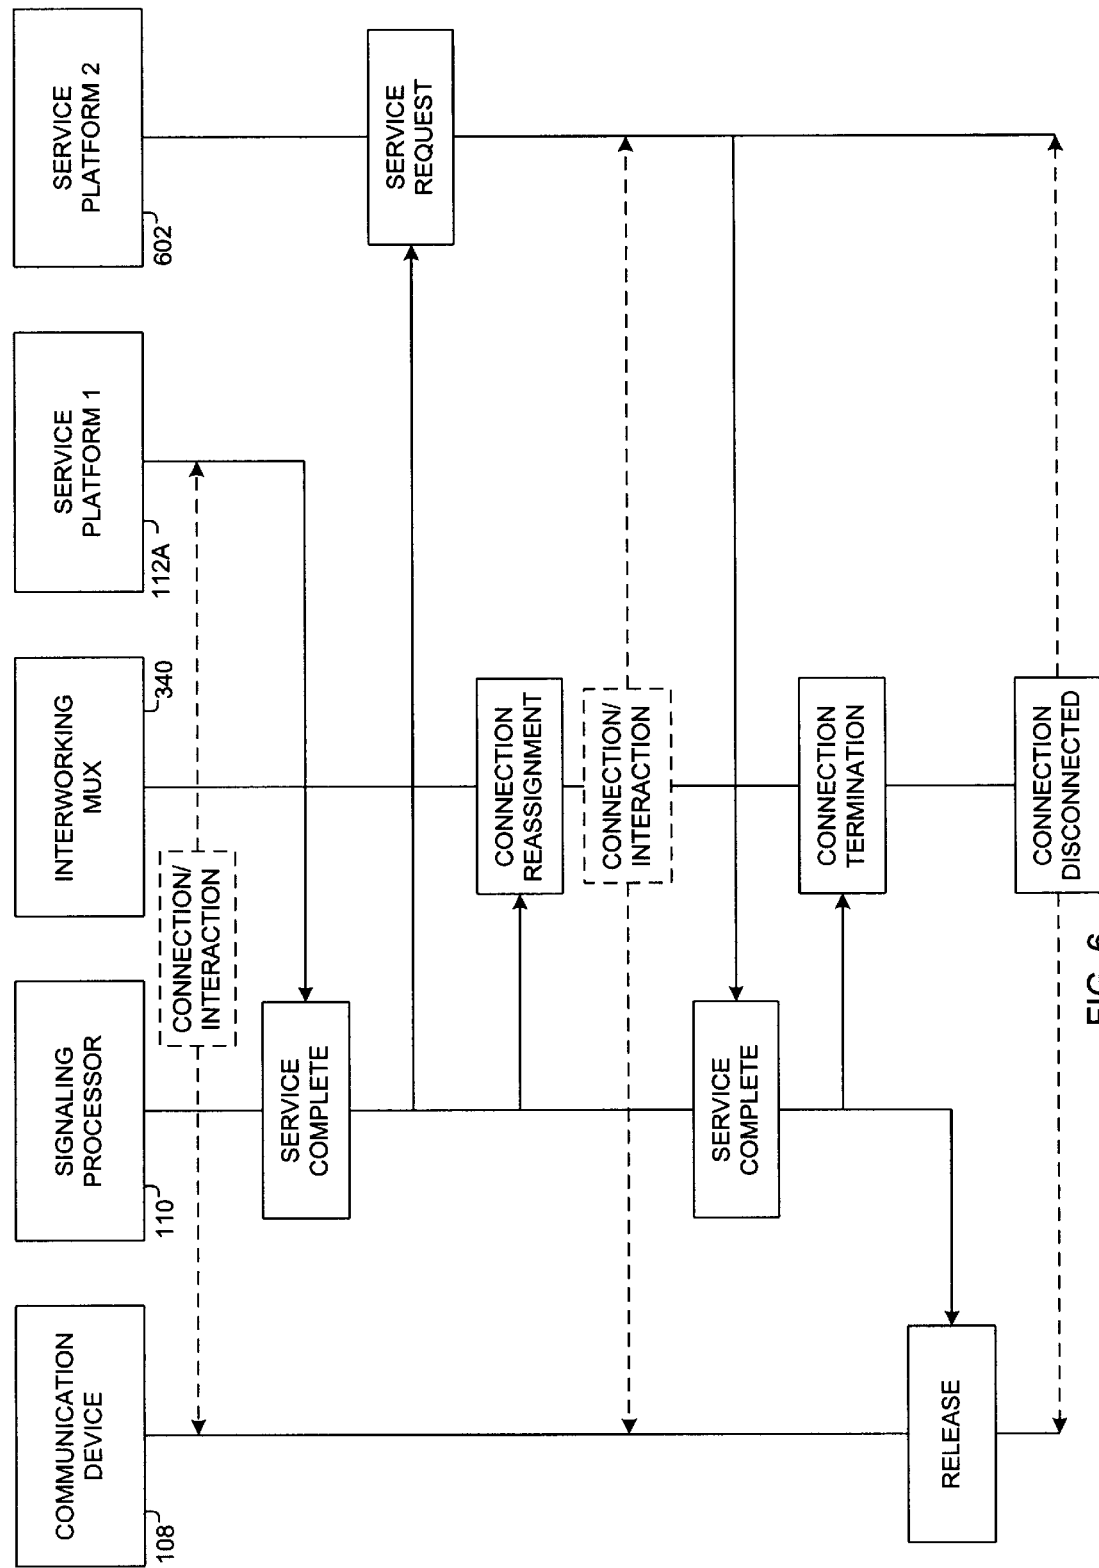 COMMUNICATION
DEVICE
108
SIGNALING
PROCESSOR
110
INTERWORKING
MUX
340
SERVICE
PLATFORM 1
112A
SERVICE
PLATFORM 2
602
CONNECTION/
INTERACTION
SERVICE
COMPLETE
SERVICE
REQUEST
CONNECTION
REASSIGNMENT
CONNECTION/
INTERACTION
SERVICE
COMPLETE
CONNECTION
TERMINATION
RELEASE
CONNECTION
DISCONNECTED
FIG. 6